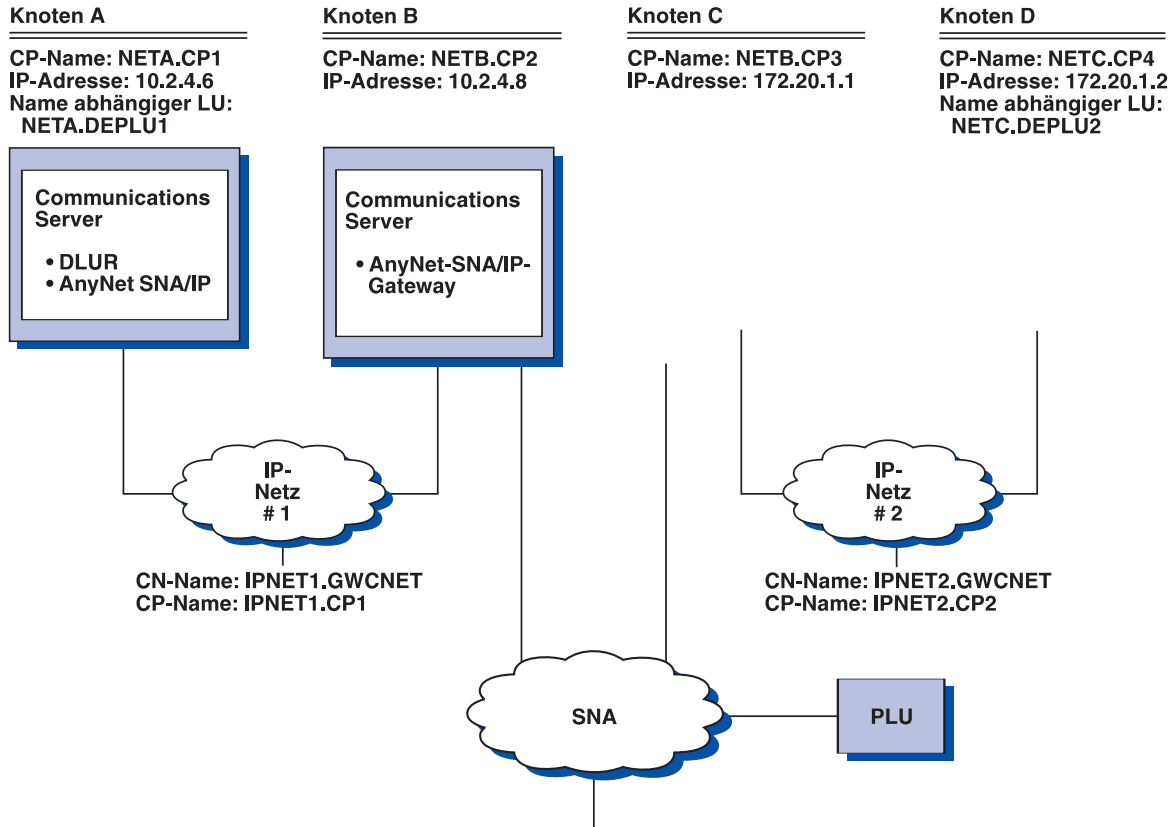 Knoten A
CP-Name: NETA.CP1
IP-Adresse: 10.2.4.6
Name abhängiger LU:
NETA.DEPLU1
Knoten B
CP-Name: NETB.CP2
IP-Adresse: 10.2.4.8
Knoten C
CP-Name: NETB.CP3
IP-Adresse: 172.20.1.1
Knoten D
CP-Name: NETC.CP4
IP-Adresse: 172.20.1.2
Name abhängiger LU:
NETC.DEPLU2
Communications
Server
• DLUR
• AnyNet SNA/IP
Communications
Server
• AnyNet-SNA/IP-
Gateway
IP-
Netz
# 1
IP-
Netz
# 2
CN-Name: IPNET1.GWCNET
CP-Name: IPNET1.CP1
CN-Name: IPNET2.GWCNET
CP-Name: IPNET2.CP2
SNA
PLU